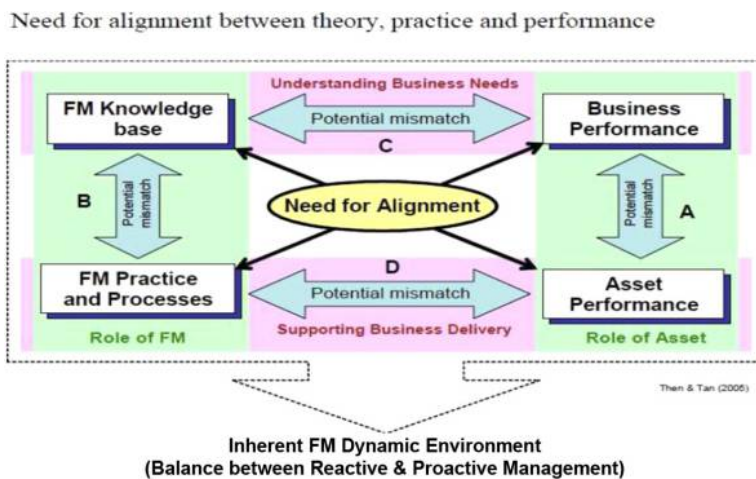 Need for alignment between theory, practice and performance
Understanding Business Needs
FM Knowledge
base
Potential mismatch
C
Business
Performance
B
Potential
mismatch
Need for Alignment
Potential
mismatch
A
D
FM Practice
and Processes
Potential mismatch
Asset
Performance
Role of FM
Supporting Business Delivery
Role of Asset
Then & Tan (2006)
Inherent FM Dynamic Environment
(Balance between Reactive & Proactive Management)